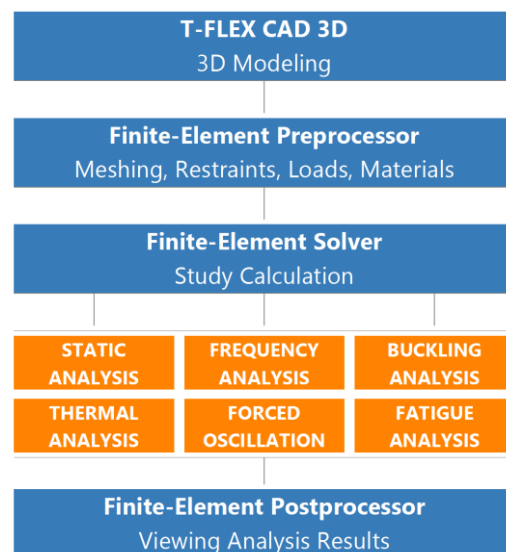 T-FLEX CAD 3D
3D Modeling
Finite-Element Preprocessor
Meshing, Restraints, Loads, Materials
Finite-Element Solver
Study Calculation
STATIC
ANALYSIS
FREQUENCY
ANALYSIS
BUCKLING
ANALYSIS
THERMAL
ANALYSIS
FORCED
OSCILLATION
FATIGUE
ANALYSIS
Finite-Element Postprocessor
Viewing Analysis Results